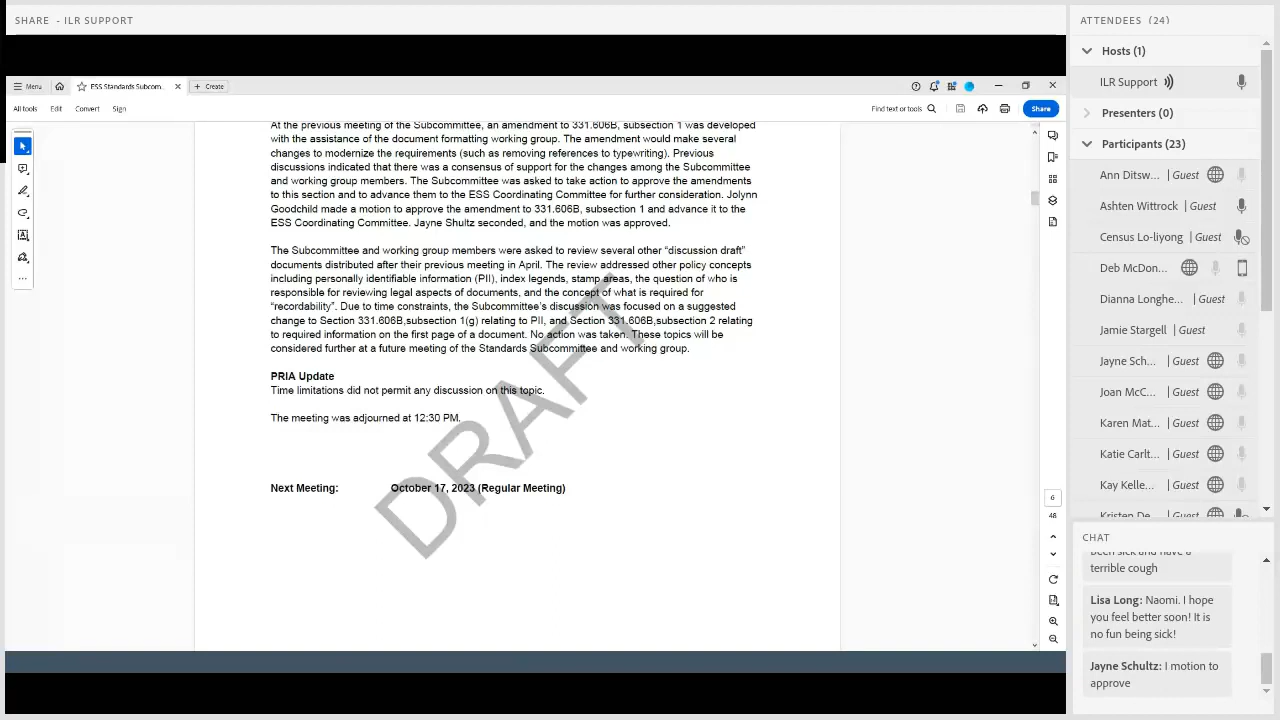 SHARE - ILR SUPPORT
Menu
ESS Standards Subcom...
Create
All tools
Edit
Convert
Sign
Find text or tools
Share
At the previous meeting of the Subcommittee, an amendment to 331.606B, subsection 1 was developed
with the assistance of the document formatting working group. The amendment would make several
changes to modernize the requirements (such as removing references to typewriting). Previous
discussions indicated that there was a consensus of support for the changes among the Subcommittee
and working group members. The Subcommittee was asked to take action to approve the amendments
to this section and to advance them to the ESS Coordinating Committee for further consideration. Jolynn
Goodchild made a motion to approve the amendment to 331.606B, subsection 1 and advance it to the
ESS Coordinating Committee. Jayne Shultz seconded, and the motion was approved.
The Subcommittee and working group members were asked to review several other “discussion draft”
documents distributed after their previous meeting in April. The review addressed other policy concepts
including personally identifiable information (PII), index legends, stamp areas, the question of who is
responsible for reviewing legal aspects of documents, and the concept of what is required for
“recordability”. Due to time constraints, the Subcommittee’s discussion was focused on a suggested
change to Section 331.606B,subsection 1(g) relating to PII, and Section 331.606B,subsection 2 relating
to required information on the first page of a document. No action was taken. These topics will be
considered further at a future meeting of the Standards Subcommittee and working group.
PRIA Update
Time limitations did not permit any discussion on this topic.
The meeting was adjourned at 12:30 PM.
Next Meeting: October 17, 2023 (Regular Meeting)
DRAFT
6
48
ATTENDEES (24)
Hosts (1)
ILR Support
Presenters (0)
Participants (23)
Ann Ditsw... | Guest
Ashten Wittrock | Guest
Census Lo-liyong | Guest
Deb McDon...
Dianna Longhe... | Guest
Jamie Stargell | Guest
Jayne Sch... | Guest
Joan McC... | Guest
Karen Mat... | Guest
Katie Carlt... | Guest
Kay Kelle... | Guest
Kristen De... | Guest
CHAT
been sick and have a
terrible cough
Lisa Long: Naomi. I hope
you feel better soon! It is
no fun being sick!
Jayne Schultz: I motion to
approve